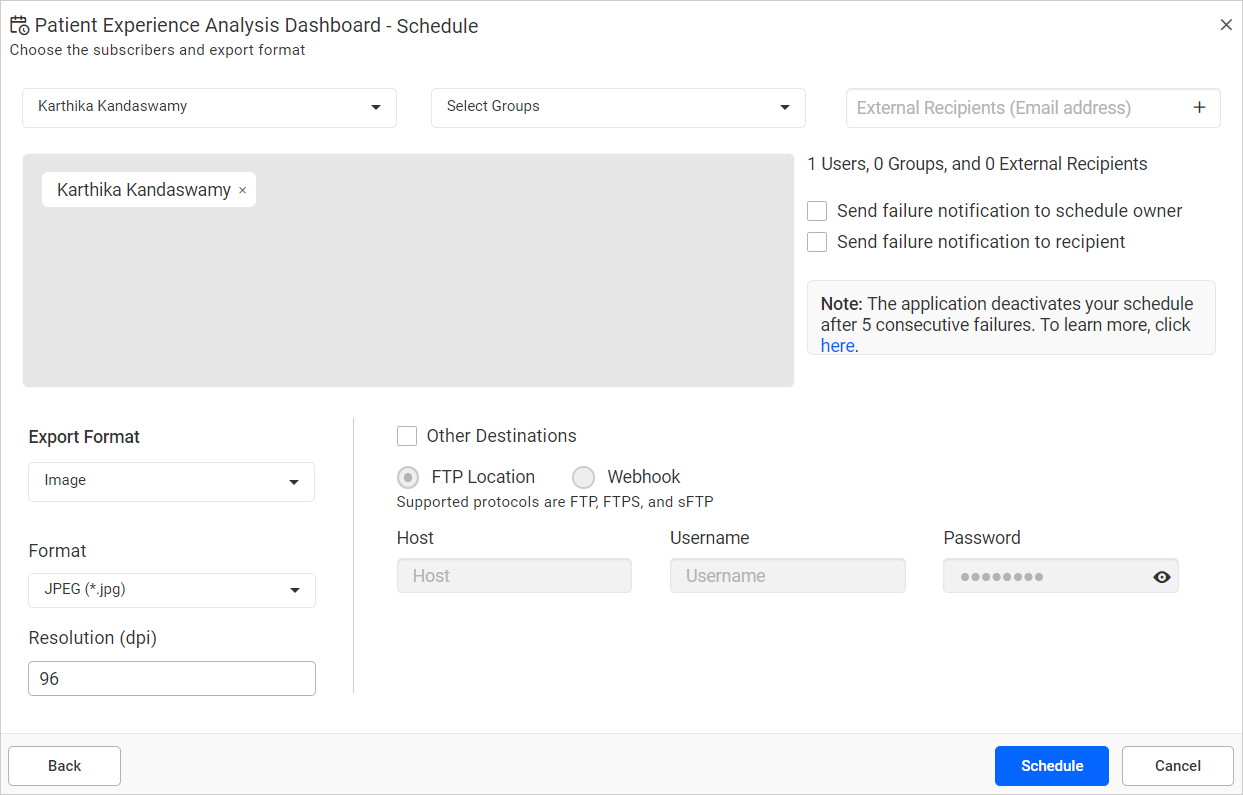 Patient Experience Analysis Dashboard - Schedule
Choose the subscribers and export format
Karthika Kandaswamy
Select Groups
External Recipients (Email address)
Karthika Kandaswamy ×
1 Users, 0 Groups, and 0 External Recipients
Send failure notification to schedule owner
Send failure notification to recipient
Note: The application deactivates your schedule
after 5 consecutive failures. To learn more, click
here.
Export Format
Image
Format
JPEG (*.jpg)
Resolution (dpi)
96
Other Destinations
FTP Location
Webhook
Supported protocols are FTP, FTPS, and sFTP
Host
Username
Password
Host
Username
••••••••
Back
Schedule
Cancel